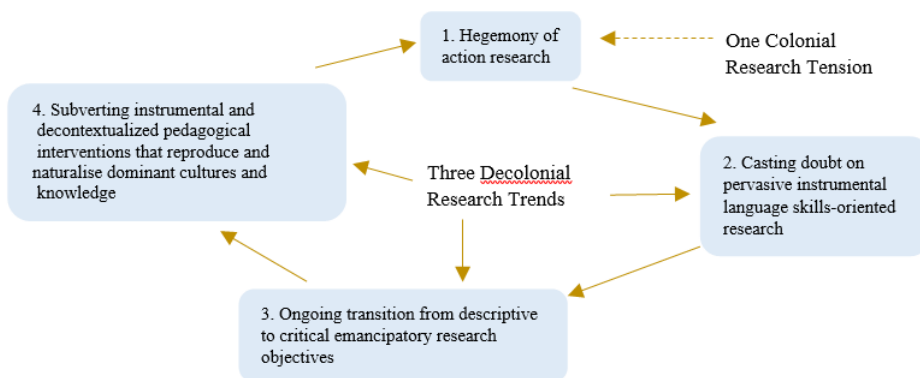 1. Hegemony of
action research
One Colonial
Research Tension
4. Subverting instrumental and
decontextualized pedagogical
interventions that reproduce and
naturalise dominant cultures and
knowledge
Three Decolonial
Research Trends
2. Casting doubt on
pervasive instrumental
language skills-oriented
research
3. Ongoing transition from descriptive
to critical emancipatory research
objectives